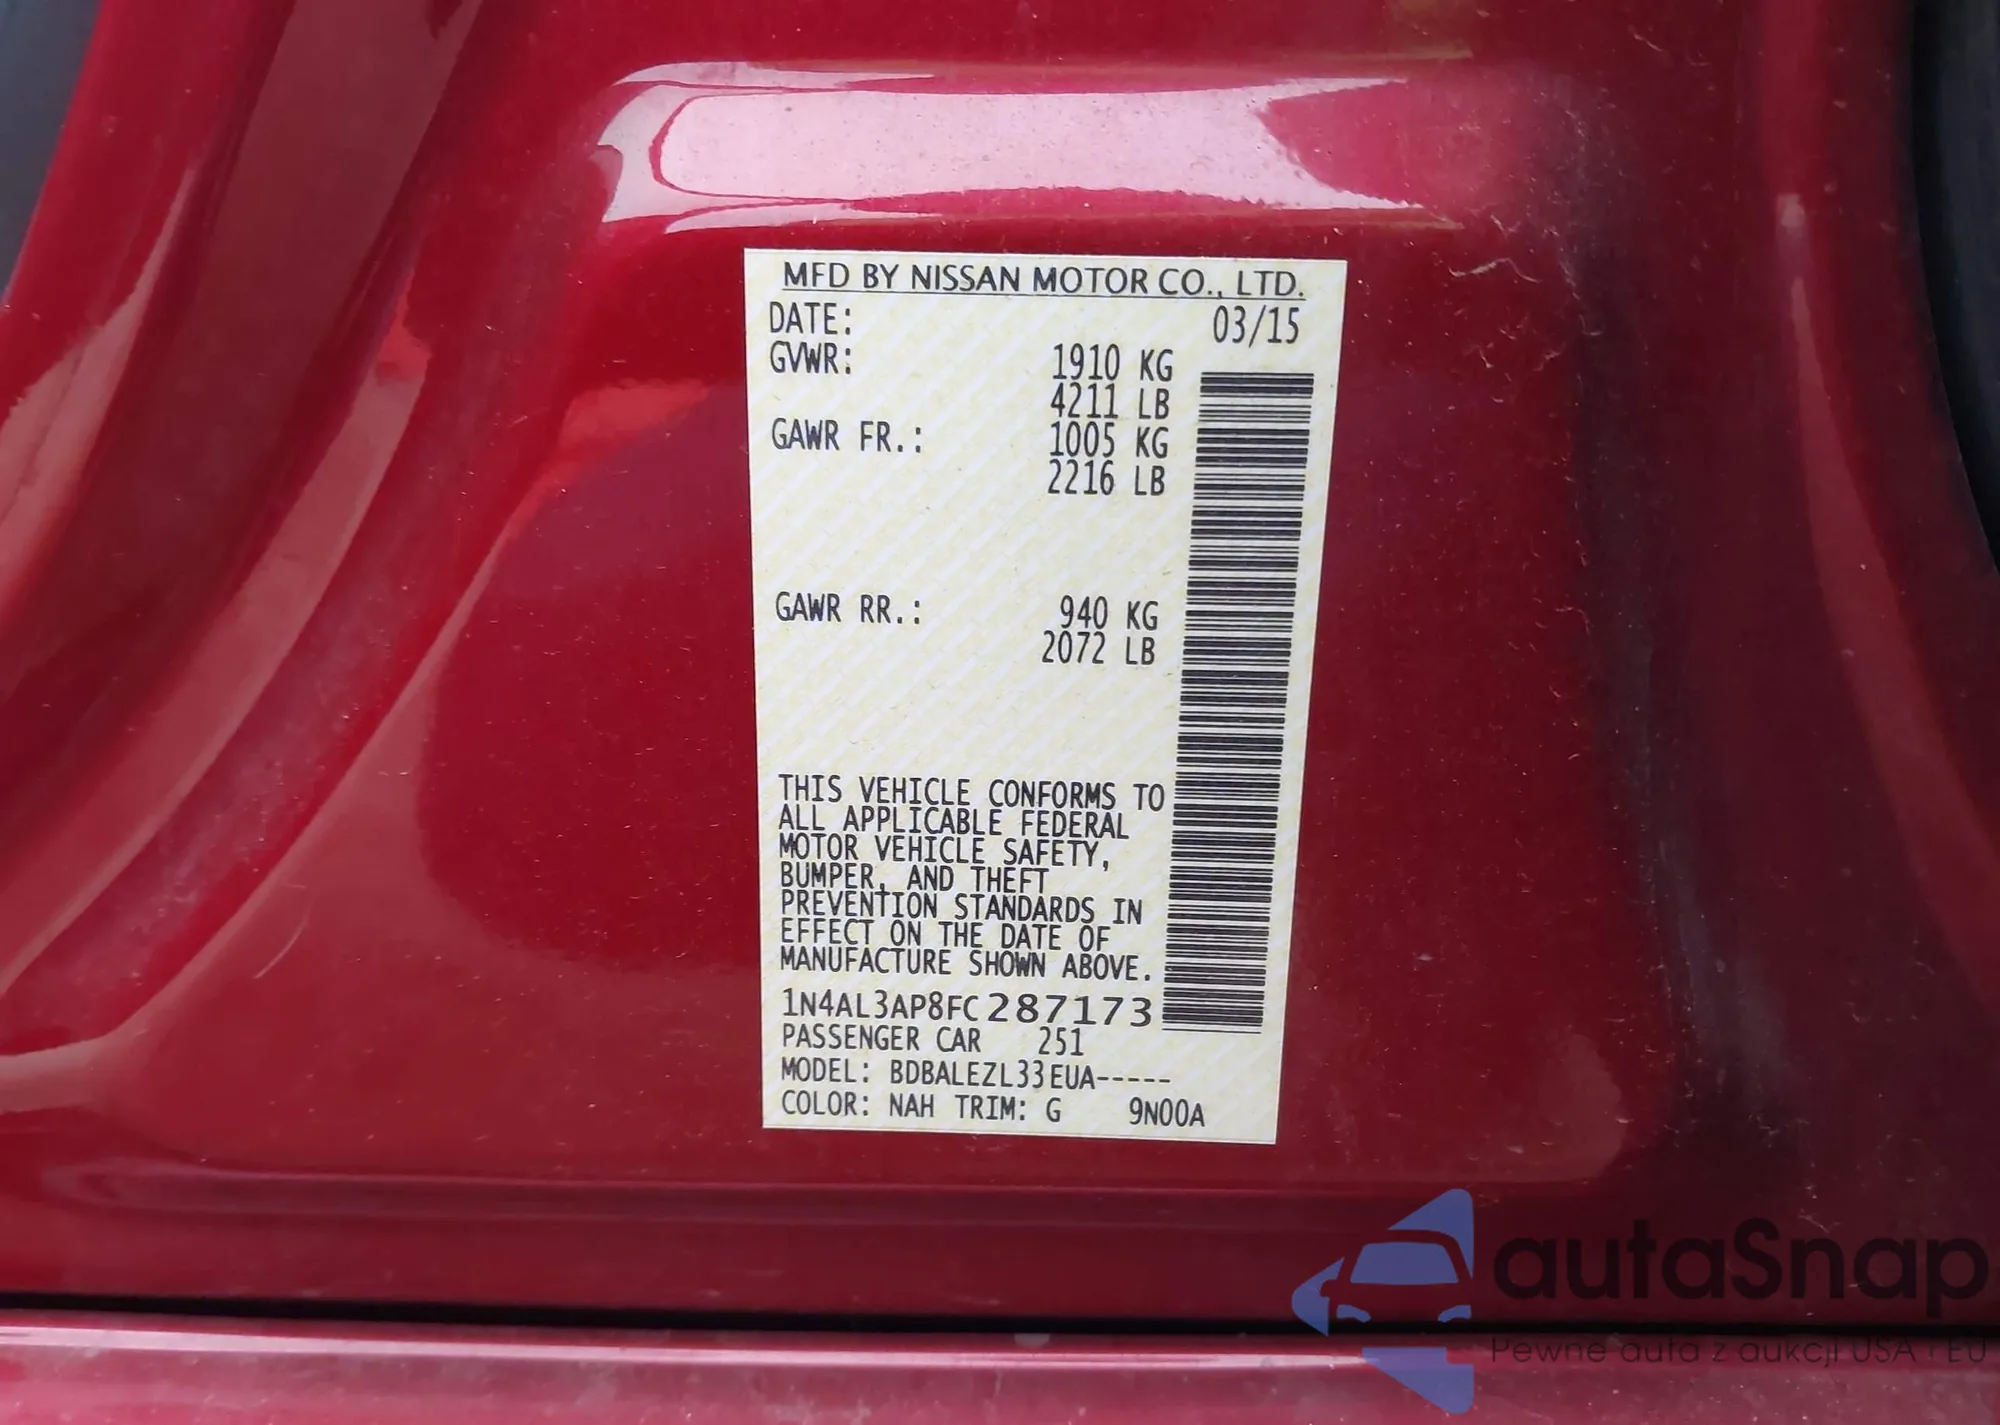 MFD BY NISSAN MOTOR CO., LTD.
DATE: 03/15
GVWR: 1910 KG
4211 LB
GAWR FR.: 1005 KG
2216 LB
GAWR RR.: 940 KG
2072 LB
THIS VEHICLE CONFORMS TO
ALL APPLICABLE FEDERAL
MOTOR VEHICLE SAFETY,
BUMPER, AND THEFT
PREVENTION STANDARDS IN
EFFECT ON THE DATE OF
MANUFACTURE SHOWN ABOVE.
1N4AL3AP8FC287173
PASSENGER CAR 251
MODEL: BDBALEZL33EUA-----
COLOR: NAH TRIM: G 9N00A
autaSnap
Pewne auta z aukcji USA i EU